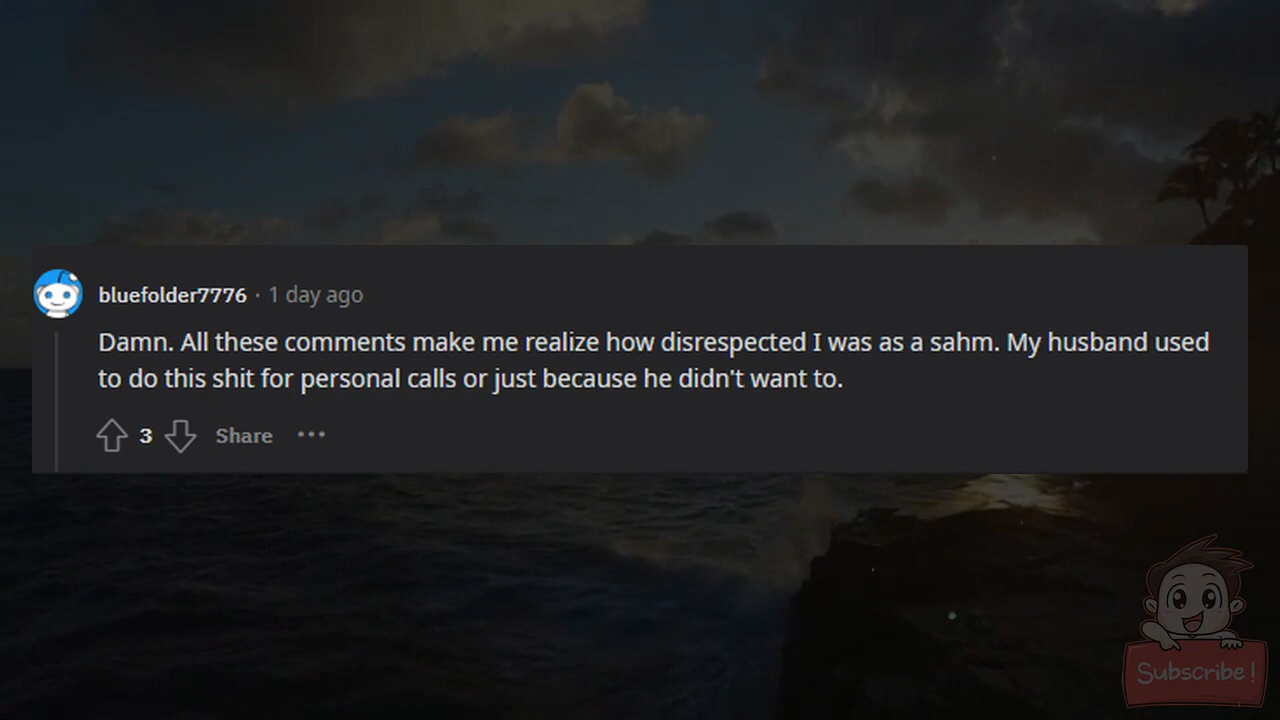 bluefolder7776 · 1 day ago
Damn. All these comments make me realize how disrespected I was as a sahm. My husband used
to do this shit for personal calls or just because he didn't want to.
3 Share ···
Subscribe!